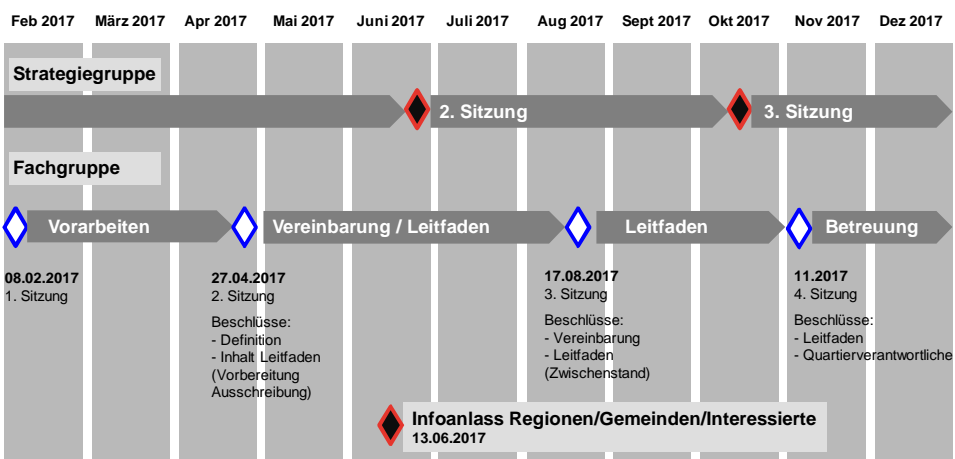 Feb 2017 März 2017 Apr 2017 Mai 2017 Juni 2017 Juli 2017 Aug 2017 Sept 2017 Okt 2017 Nov 2017 Dez 2017
Strategiegruppe
2. Sitzung 3. Sitzung
Fachgruppe
Vorarbeiten Vereinbarung / Leitfaden Leitfaden Betreuung
08.02.2017
1. Sitzung
27.04.2017
2. Sitzung
Beschlüsse:
- Definition
- Inhalt Leitfaden
(Vorbereitung
Ausschreibung)
17.08.2017
3. Sitzung
Beschlüsse:
- Vereinbarung
- Leitfaden
(Zwischenstand)
11.2017
4. Sitzung
Beschlüsse:
- Leitfaden
- Quartierverantwortliche
Infoanlass Regionen/Gemeinden/Interessierte
13.06.2017